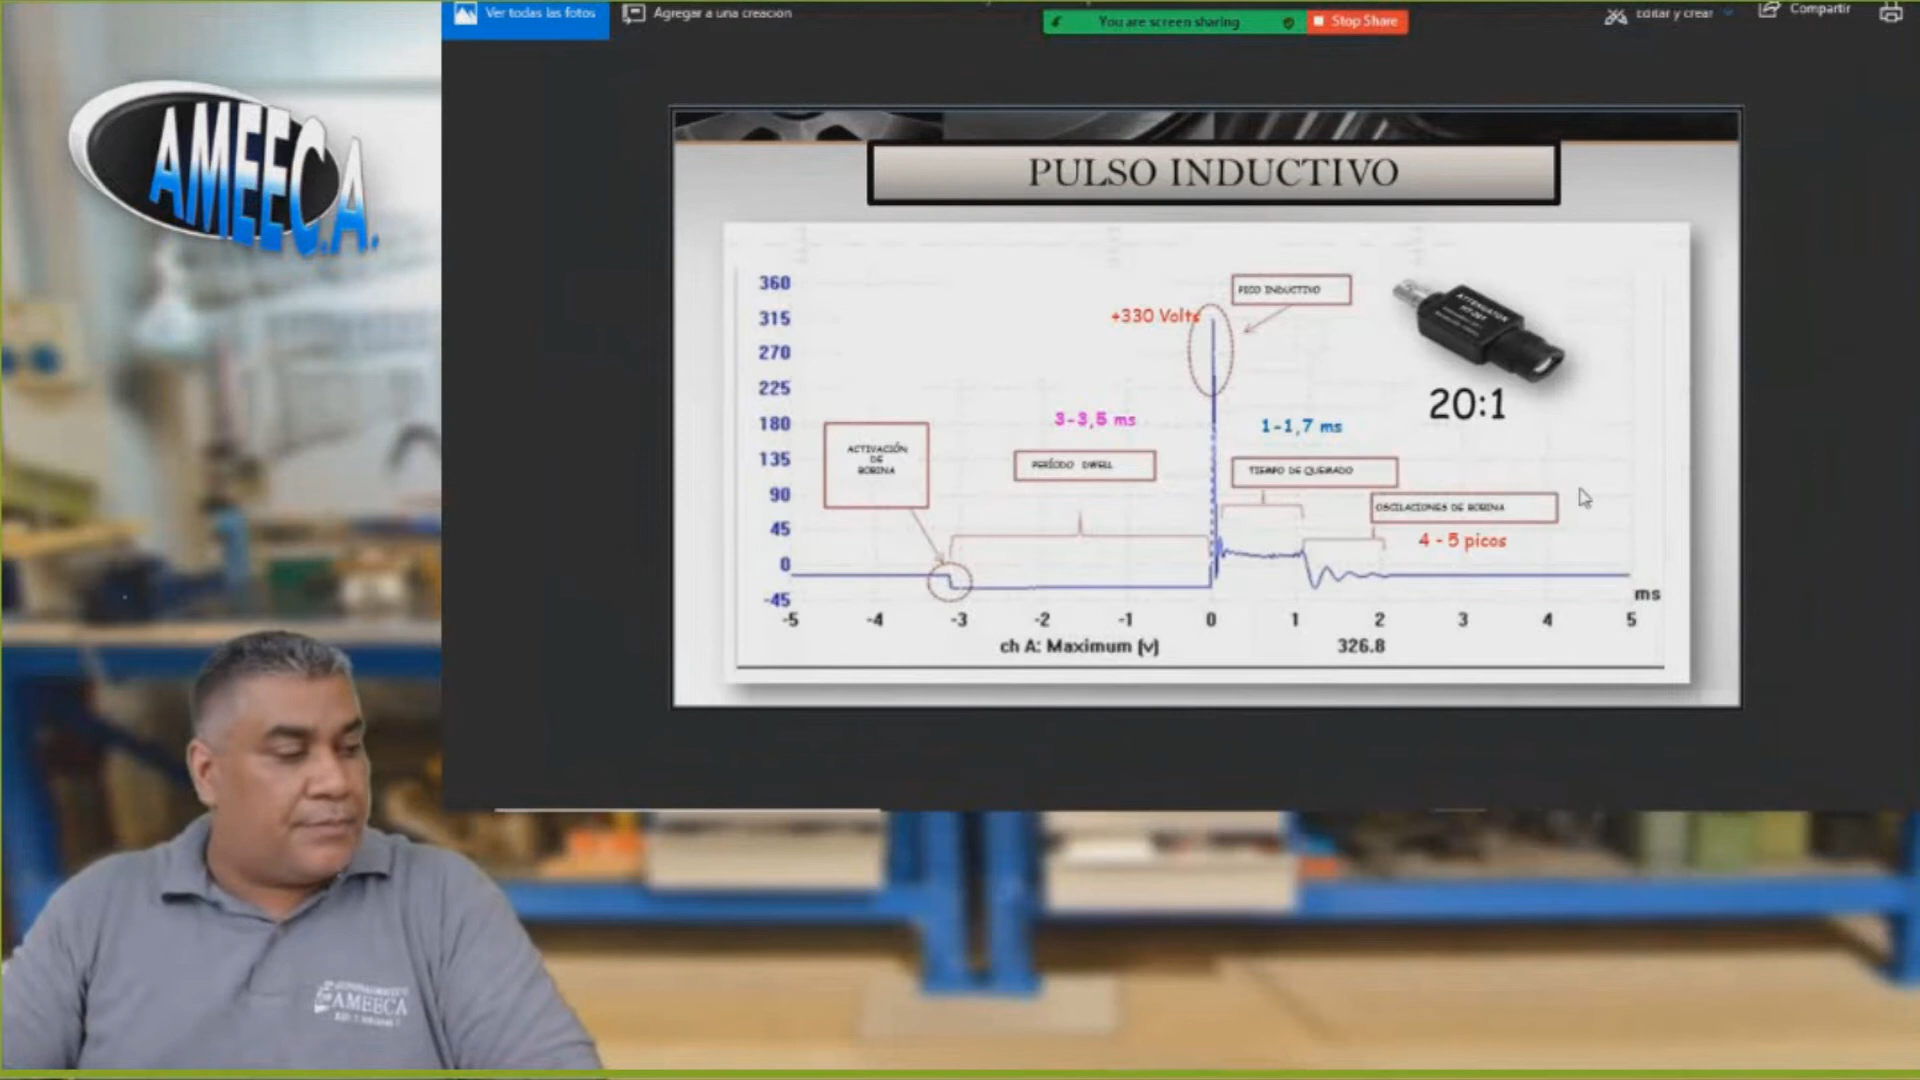 Ver todas las fotos
Agregar a una creación
You are screen sharing
Stop Share
Editar y crear
Compartir
AMEEC.A.
PULSO INDUCTIVO
360
315
270
225
180
135
90
45
0
-45
+330 Volts
PICO INDUCTIVO
ATTENUATOR
20:1
3-3,5 ms
1-1,7 ms
ACTIVACIÓN
DE
BOBINA
PERÍODO DWELL
TIEMPO DE QUEMADO
OSCILACIONES DE BOBINA
4 - 5 picos
ms
-5 -4 -3 -2 -1 0 1 2 3 4 5
ch A: Maximum (v) 326.8
AMEECA